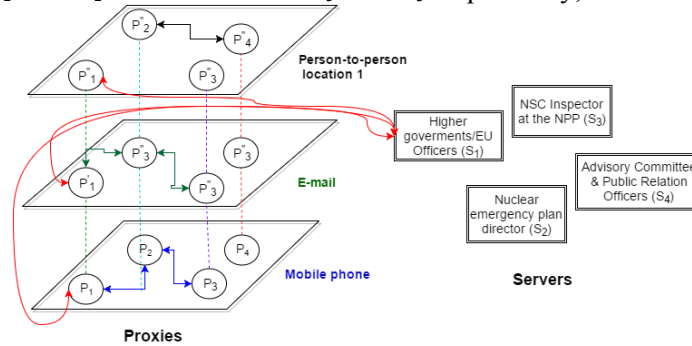 P"2
P"4
Person-to-person
location 1
P"1
P"3
NSC Inspector
at the NPP (S3)
Higher
goverments/EU
Officers (S1)
P"3
P"3
P'1
P"3
E-mail
Advisory Committe
& Public Relation
Officers (S4)
Nuclear
emergency plan
director (S2)
P2
P4
Mobile phone
P1
P3
Servers
Proxies